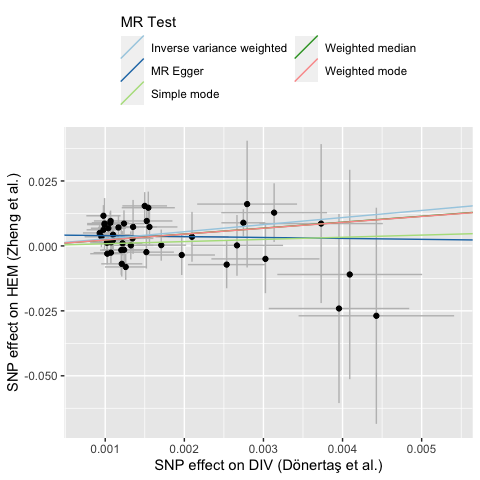 MR Test
Inverse variance weighted
Weighted median
MR Egger
Weighted mode
Simple mode
SNP effect on HEM (Zheng et al.)
0.025
0.000
-0.025
-0.050
0.001 0.002 0.003 0.004 0.005
SNP effect on DIV (Dönertaş et al.)